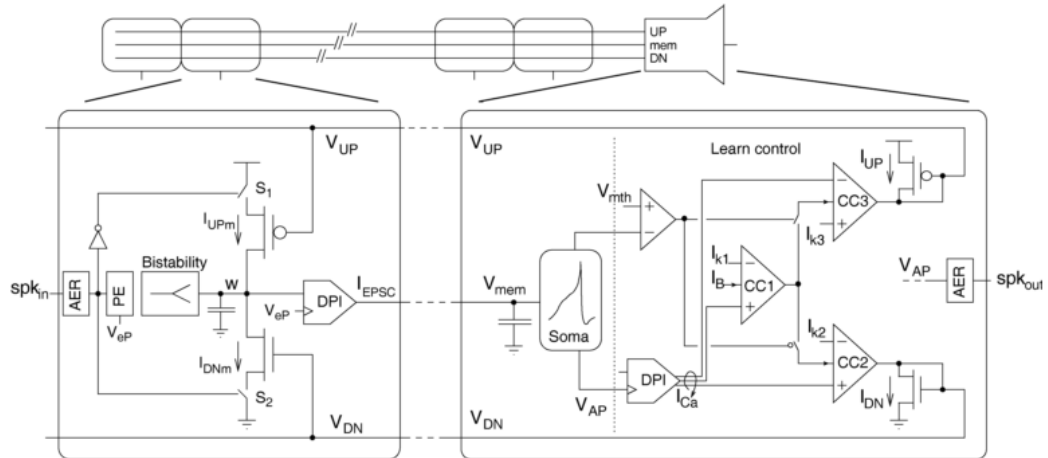 UP
mem
DN
V_UP
V_UP
Learn control
I_UP
S_1
I_UPm
V_mth
CC3
I_k3
Bistability
I_k1
V_AP
spk_in
AER
PE
w
DPI
I_EPSC
V_mem
I_B
CC1
AER
spk_out
V_eP
V_eP
Soma
I_k2
I_DNm
DPI
CC2
S_2
V_AP
I_Ca
I_DN
V_DN
V_DN